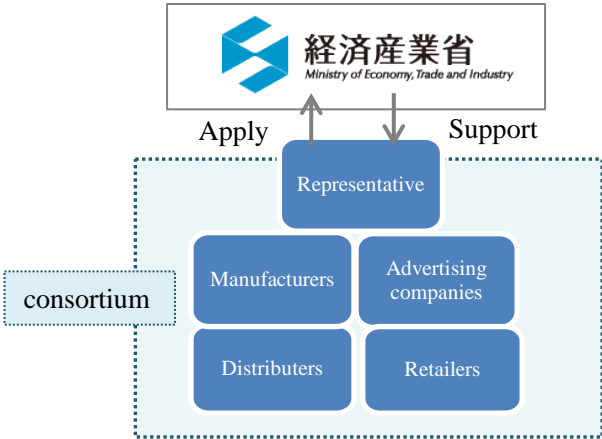 経済産業省
Ministry of Economy, Trade and Industry
Apply
Support
Representative
Manufacturers
Advertising
companies
consortium
Distributers
Retailers